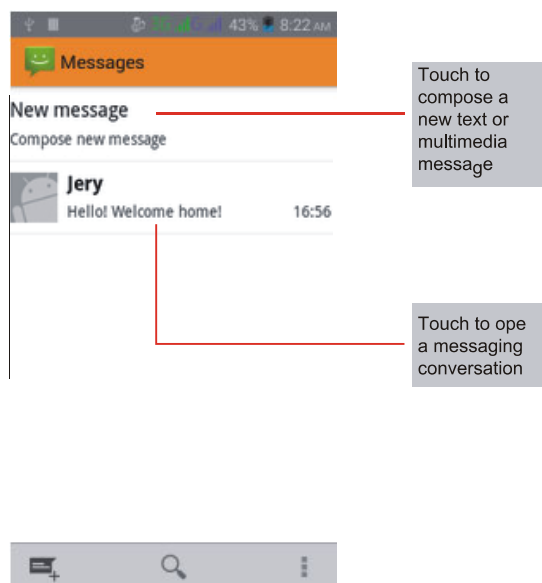 43% 8:22 AM
Messages
New message
Compose new message
Jery
Hello! Welcome home! 16:56
Touch to
compose a
new text or
multimedia
message
Touch to ope
a messaging
conversation